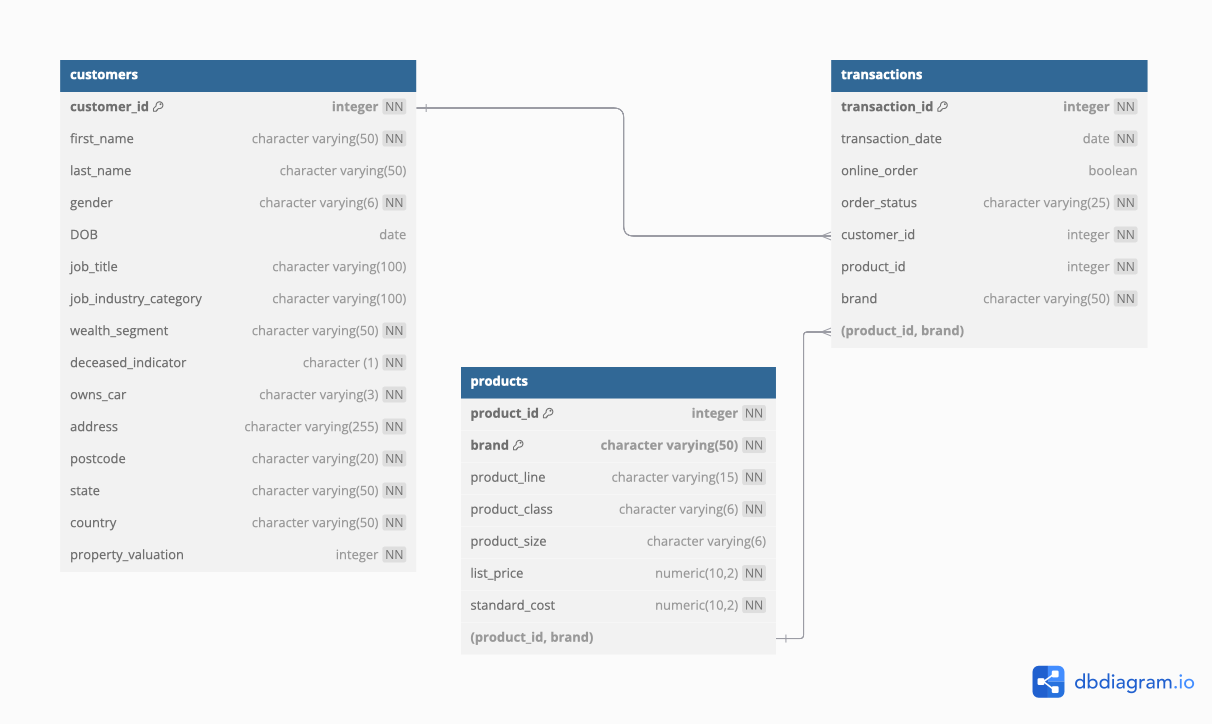 customers
customer_id integer NN
first_name character varying(50) NN
last_name character varying(50)
gender character varying(6) NN
DOB date
job_title character varying(100)
job_industry_category character varying(100)
wealth_segment character varying(50) NN
deceased_indicator character (1) NN
owns_car character varying(3) NN
address character varying(255) NN
postcode character varying(20) NN
state character varying(50) NN
country character varying(50) NN
property_valuation integer NN
products
product_id integer NN
brand character varying(50) NN
product_line character varying(15) NN
product_class character varying(6) NN
product_size character varying(6)
list_price numeric(10,2) NN
standard_cost numeric(10,2) NN
(product_id, brand)
transactions
transaction_id integer NN
transaction_date date NN
online_order boolean
order_status character varying(25) NN
customer_id integer NN
product_id integer NN
brand character varying(50) NN
(product_id, brand)
dbdiagram.io